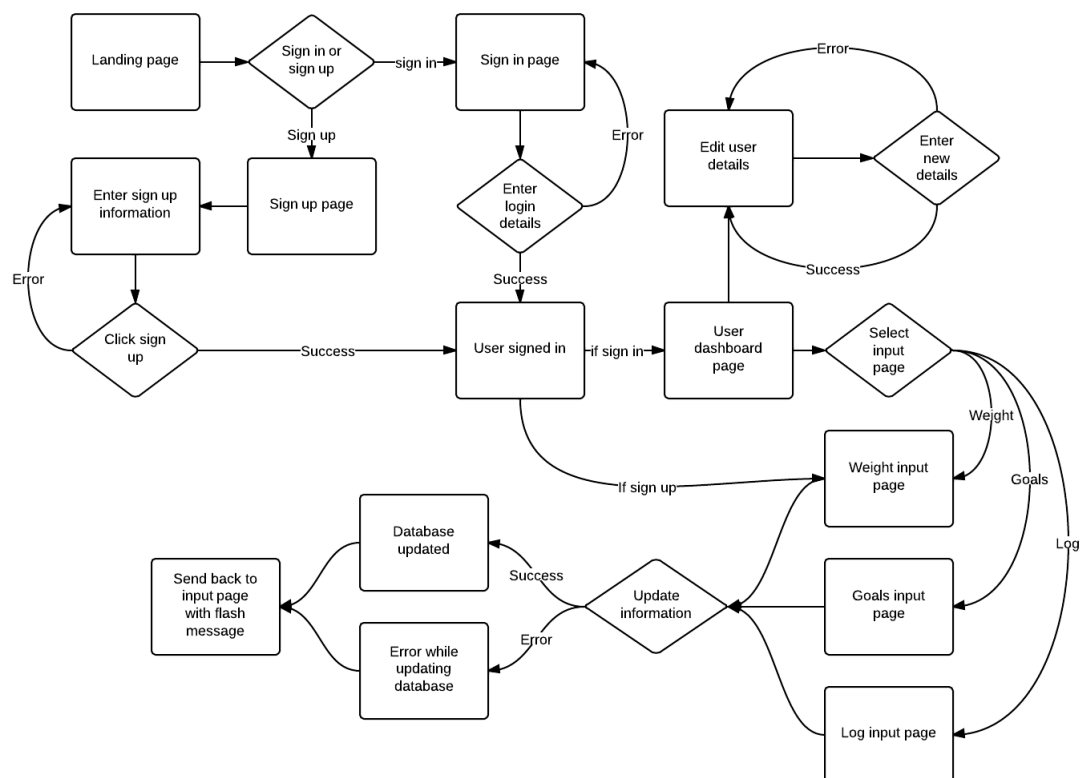 Landing page
Sign in or
sign up
sign in
Sign in page
Error
Sign up
Error
Edit user
details
Enter
new
details
Enter sign up
information
Sign up page
Enter
login
details
Error
Success
Success
Click sign
up
Success
User signed in
if sign in
User
dashboard
page
Select
input
page
Weight
Weight input
page
Goals
If sign up
Database
updated
Log
Send back to
input page
with flash
message
Success
Update
information
Goals input
page
Error
Error while
updating
database
Log input page